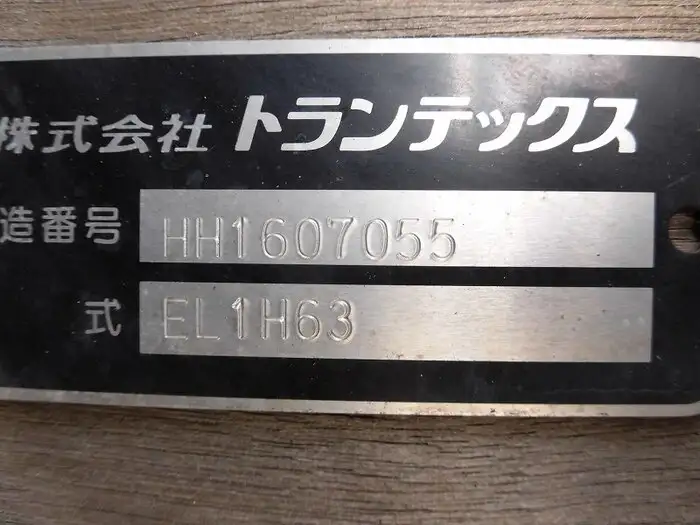 株式会社 トランテックス
造番号 HH1607055
式 EL1H63